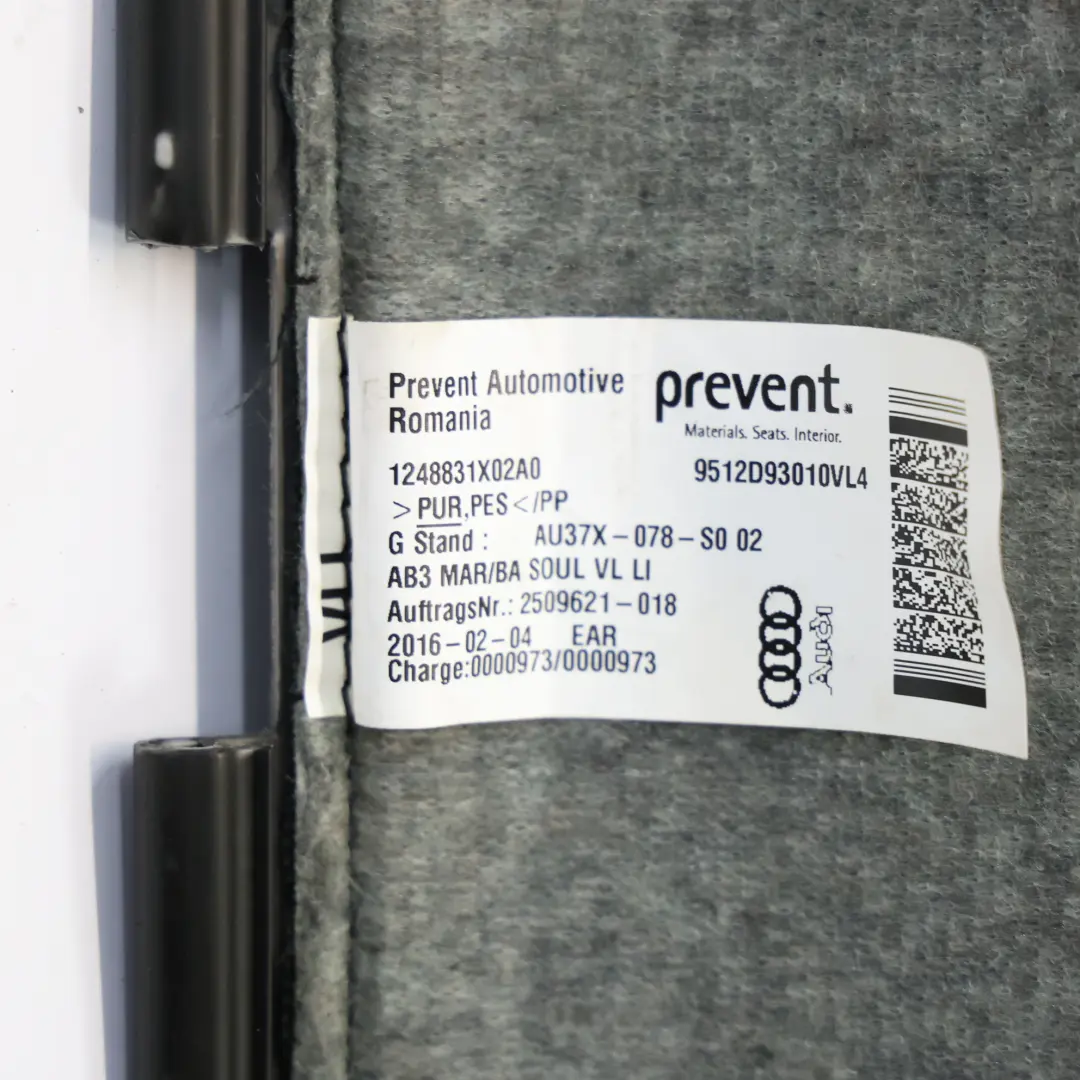 Prevent Automotive
Romania
prevent.
Materials. Seats. Interior.
1248831X02A0
9512D93010VL4
>PUR,PES</PP
G Stand : AU37X-078-S0 02
AB3 MAR/BA SOUL VL LI
AuftragsNr.: 2509621-018
2016-02-04 EAR
Charge:0000973/0000973
Audi